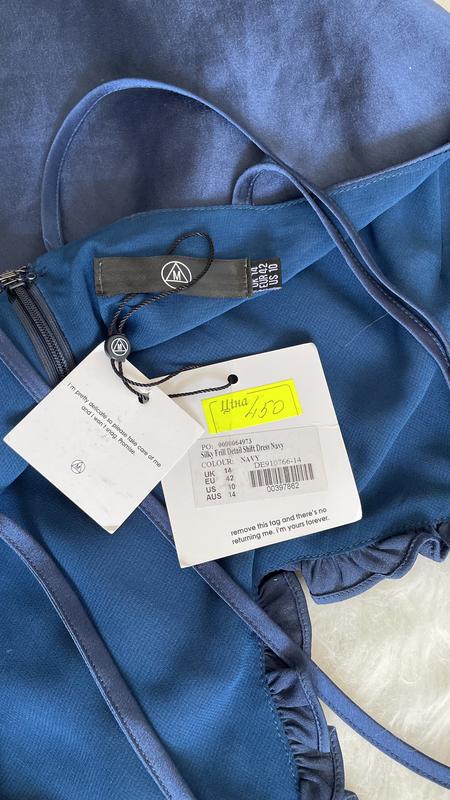 M
UK 14
EUR 42
US 10
M
I'm pretty delicate so please take care of me
and I won't snag. Promise.
M
Ціна 450
PO: 0000064973
Silky Frill Detail Shift Dress Navy
COLOUR: NAVY
UK 14
EU 42
US 10
AUS 14
DE910766-14
00397862
remove this tag and there's no
returning me. I'm yours forever.